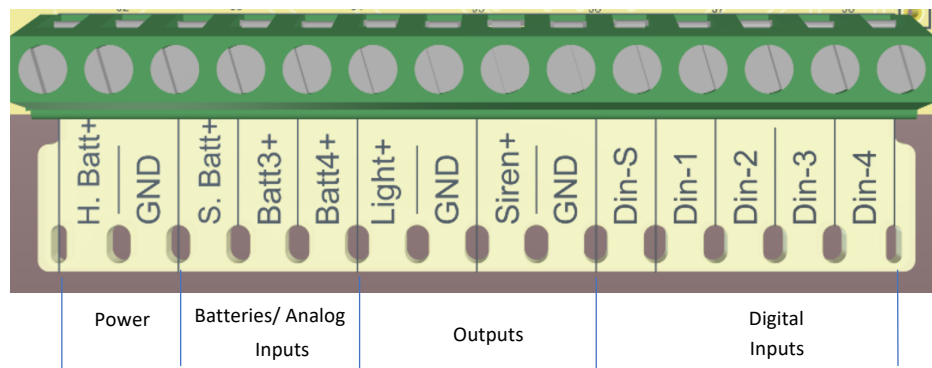 H. Batt+
GND
S. Batt+
Batt3+
Batt4+
Light+
GND
Siren+
GND
Din-S
Din-1
Din-2
Din-3
Din-4
Power
Batteries/ Analog
Inputs
Outputs
Digital
Inputs